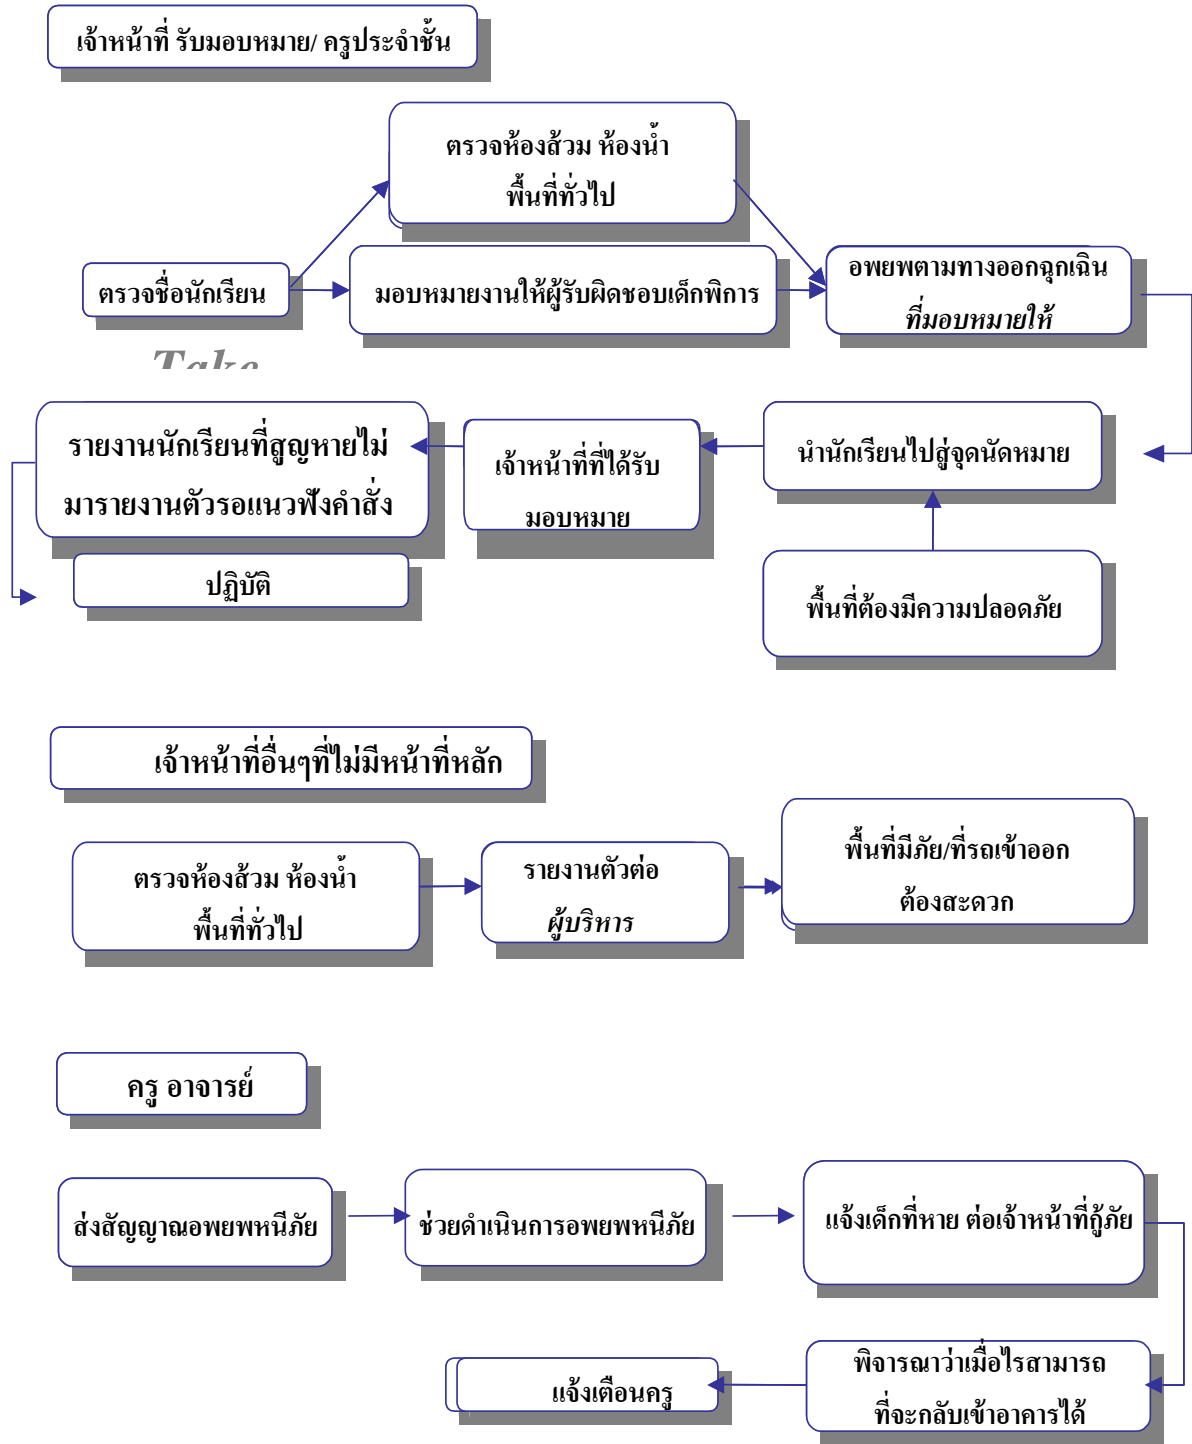 เจ้าหน้าที่ รับมอบหมาย/ ครูประจำชั้น
ตรวจห้องส้วม ห้องน้ำ
พื้นที่ทั่วไป
ตรวจชื่อนักเรียน
มอบหมายงานให้ผู้รับผิดชอบเด็กพิการ
อพยพตามทางออกฉุกเฉิน
ที่มอบหมายให้
Take
นำนักเรียนไปสู่จุดนัดหมาย
เจ้าหน้าที่ที่ได้รับ
มอบหมาย
รายงานนักเรียนที่สูญหายไม่
มารายงานตัวรอแนวฟังคำสั่ง
ปฏิบัติ
พื้นที่ต้องมีความปลอดภัย
เจ้าหน้าที่อื่นๆที่ไม่มีหน้าที่หลัก
ตรวจห้องส้วม ห้องน้ำ
พื้นที่ทั่วไป
รายงานตัวต่อ
ผู้บริหาร
พื้นที่มีภัย/ที่รถเข้าออก
ต้องสะดวก
ครู อาจารย์
ส่งสัญญาณอพยพหนีภัย
ช่วยดำเนินการอพยพหนีภัย
แจ้งเด็กที่หาย ต่อเจ้าหน้าที่กู้ภัย
พิจารณาว่าเมื่อไรสามารถ
ที่จะกลับเข้าอาคารได้
แจ้งเตือนครู